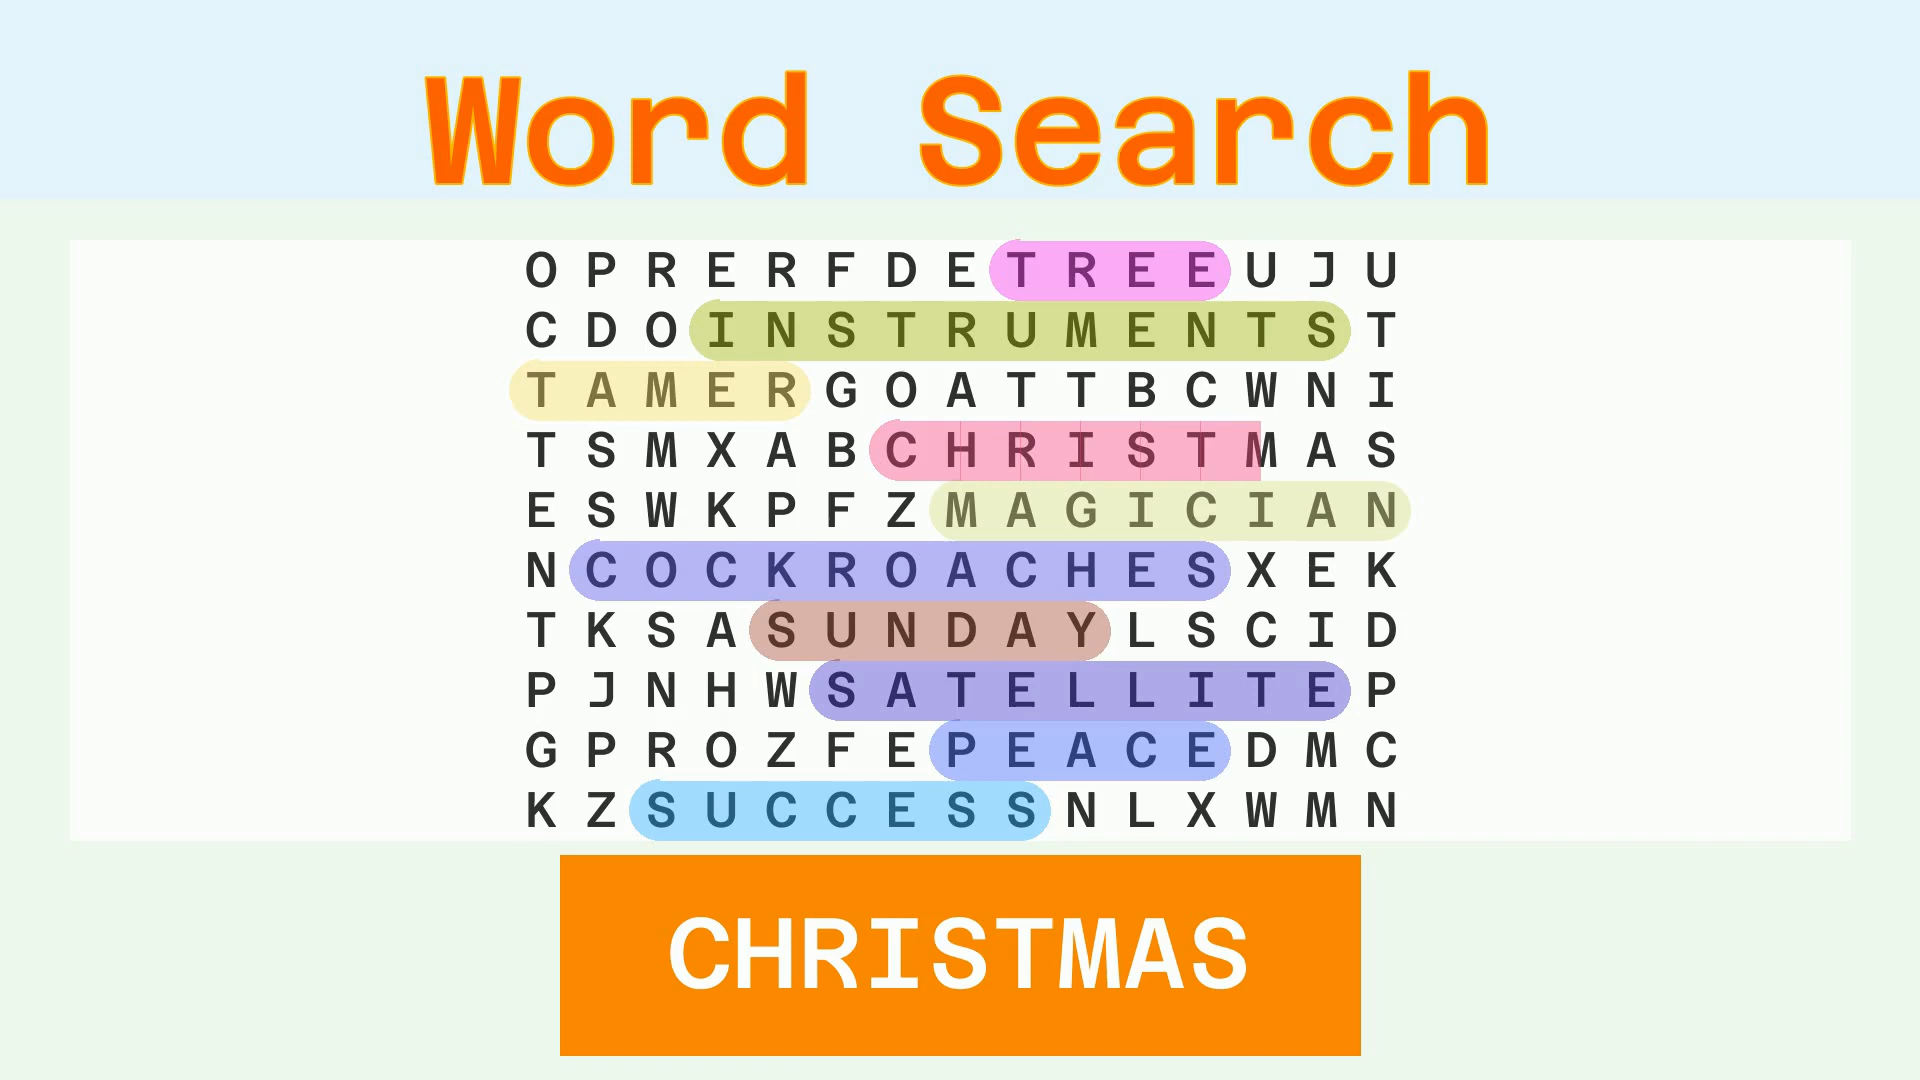 Word Search
O P R E R F D E T R E E U J U
C D O I N S T R U M E N T S T
T A M E R G O A T T B C W N I
T S M X A B C H R I S T M A S
E S W K P F Z M A G I C I A N
N C O C K R O A C H E S X E K
T K S A S U N D A Y L S C I D
P J N H W S A T E L L I T E P
G P R O Z F E P E A C E D M C
K Z S U C C E S S N L X W M N
CHRISTMAS